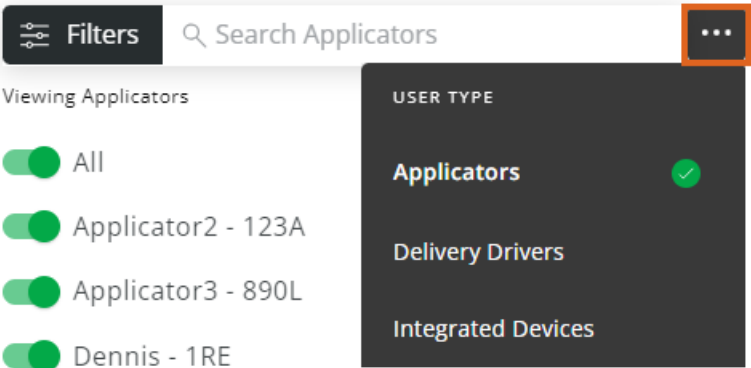 Filters
Search Applicators
Viewing Applicators
USER TYPE
All
Applicators
Applicator2 - 123A
Delivery Drivers
Applicator3 - 890L
Integrated Devices
Dennis - 1RE